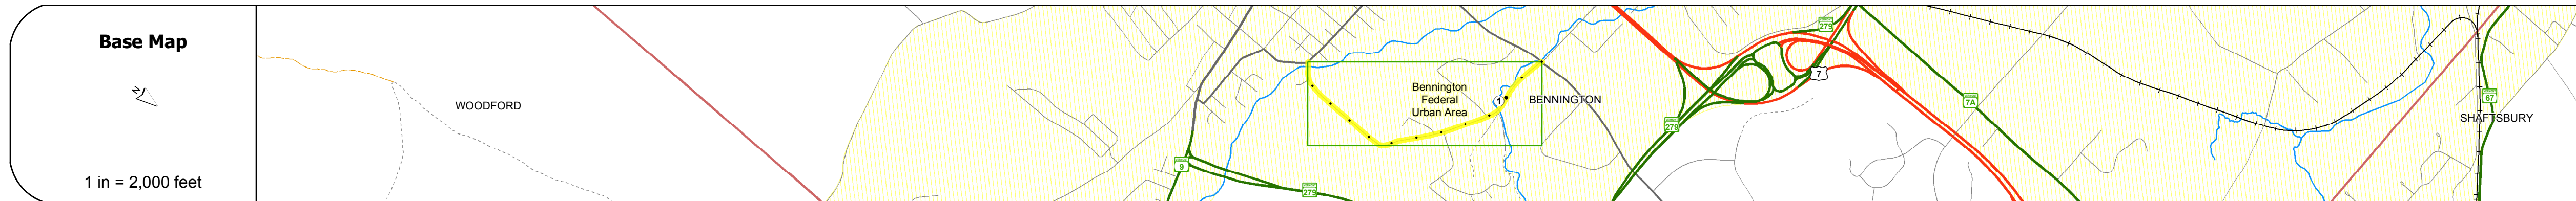 Base Map
N
1 in = 2,000 feet
WOODFORD
9
279
Bennington
Federal
Urban Area
1
BENNINGTON
279
279
7
7A
67
SHAFTSBURY